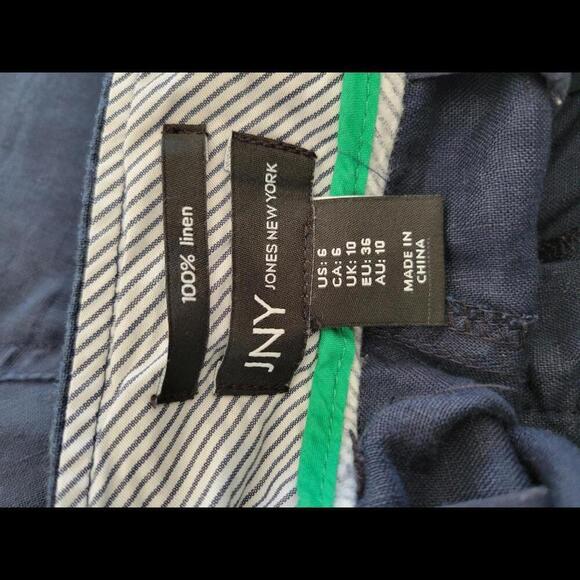 100% linen
JNY JONES NEW YORK
US: 6
CA: 6
UK: 10
EU: 36
AU: 10
MADE IN
CHINA